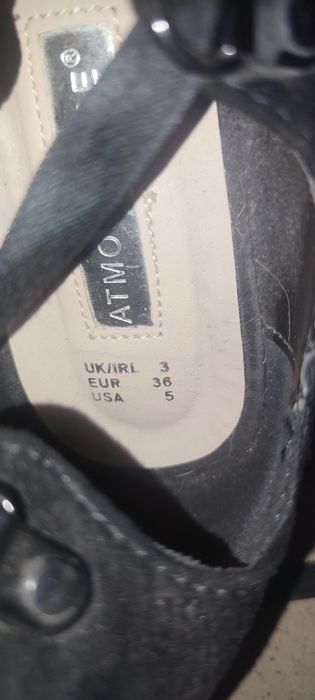 ATMO E®
UK/IRL 3
EUR 36
USA 5